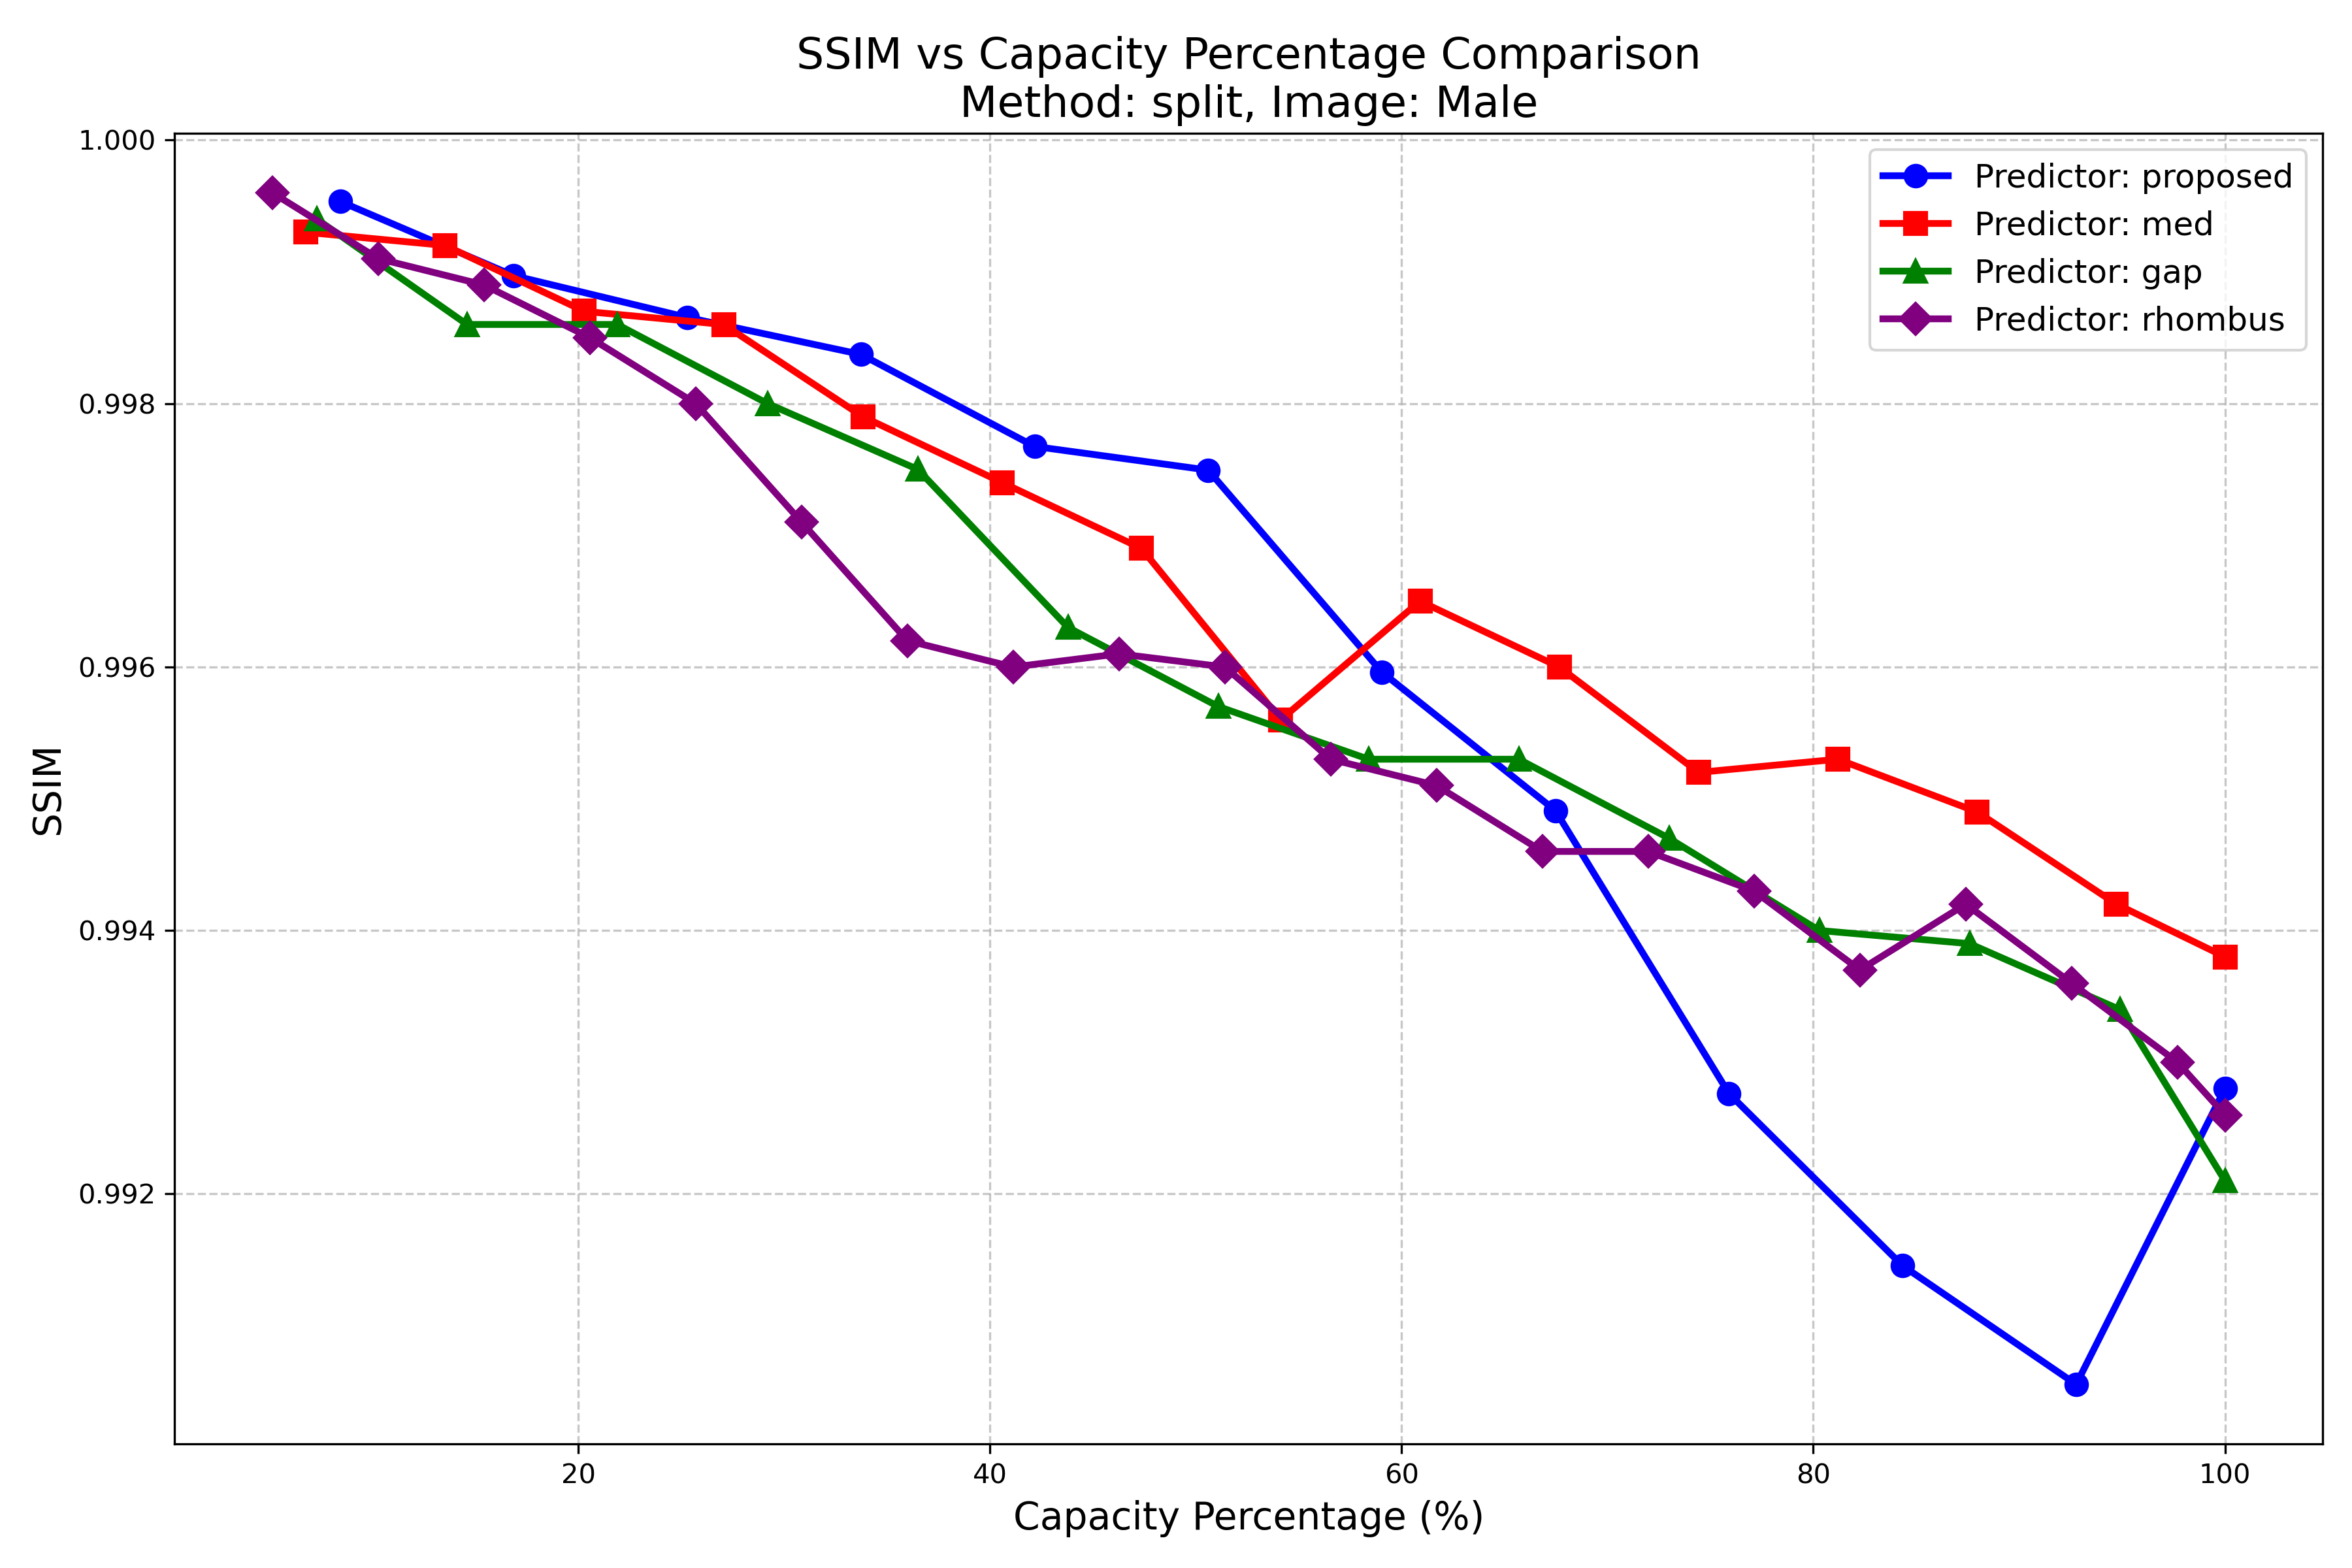 SSIM vs Capacity Percentage Comparison
Method: split, Image: Male
1.000
0.998
0.996
0.994
0.992
SSIM
Predictor: proposed
Predictor: med
Predictor: gap
Predictor: rhombus
20
40
60
80
100
Capacity Percentage (%)